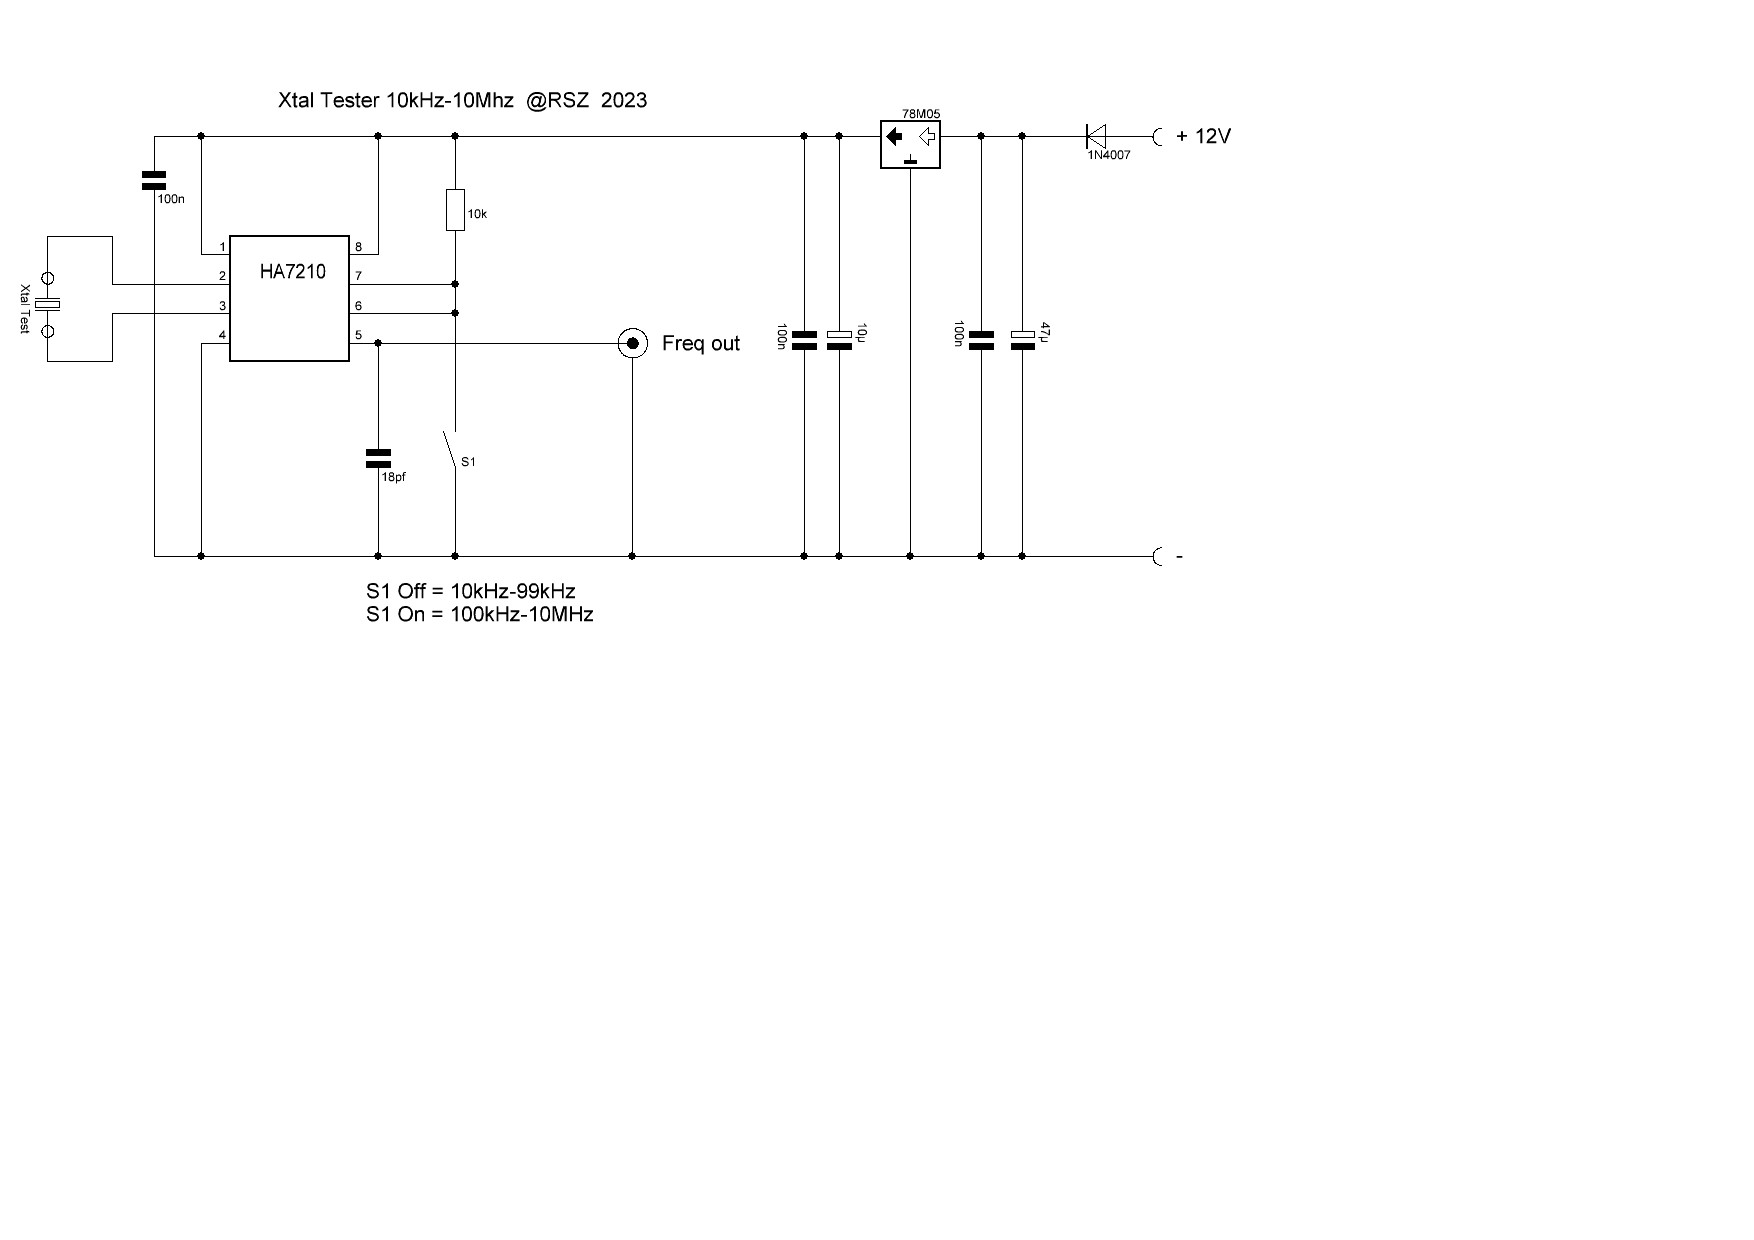 Xtal Tester 10kHz-10Mhz @RSZ 2023
78M05
+ 12V
1N4007
100n
10k
1
8
HA7210
2
7
Xtal Test
3
6
4
5
Freq out
100n
10µ
100n
47µ
S1
18pf
-
S1 Off = 10kHz-99kHz
S1 On = 100kHz-10MHz